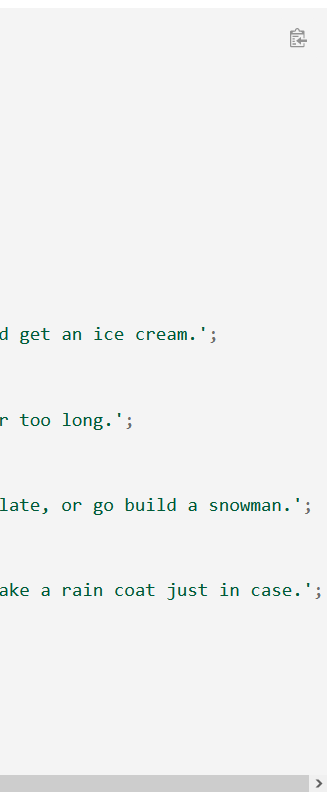 d get an ice cream.';
r too long.';
late, or go build a snowman.';
ake a rain coat just in case.';